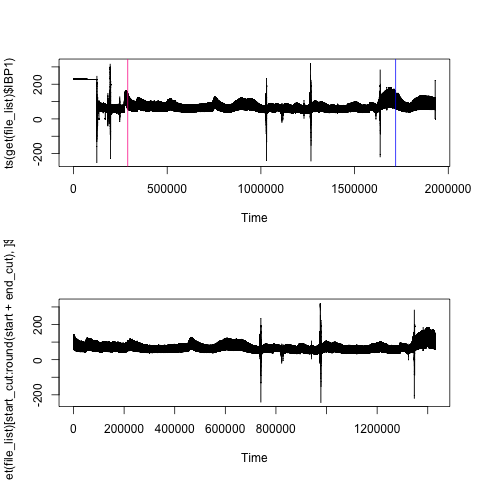 ts(get(file_list)$IBP1)
200
0
-200
0 500000 1000000 1500000 2000000
Time
et(file_list)[start_cut:round(start + end_cut), ]$
200
0
-200
0 200000 400000 600000 800000 1200000
Time